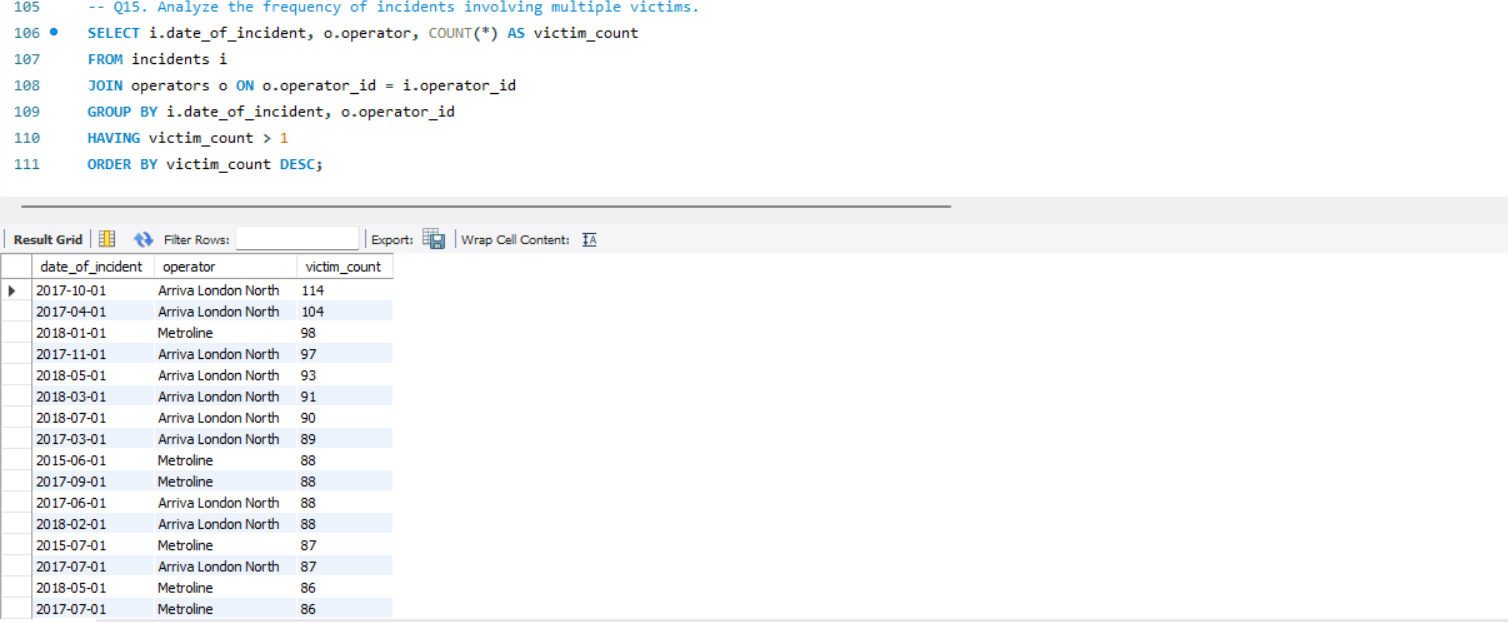 105 -- Q15. Analyze the frequency of incidents involving multiple victims.
106 SELECT i.date_of_incident, o.operator, COUNT(*) AS victim_count
107 FROM incidents i
108 JOIN operators o ON o.operator_id = i.operator_id
109 GROUP BY i.date_of_incident, o.operator_id
110 HAVING victim_count > 1
111 ORDER BY victim_count DESC;
Result Grid Filter Rows: Export: Wrap Cell Content: IA
date_of_incident operator victim_count
2017-10-01 Arriva London North 114
2017-04-01 Arriva London North 104
2018-01-01 Metroline 98
2017-11-01 Arriva London North 97
2018-05-01 Arriva London North 93
2018-03-01 Arriva London North 91
2018-07-01 Arriva London North 90
2017-03-01 Arriva London North 89
2015-06-01 Metroline 88
2017-09-01 Metroline 88
2017-06-01 Arriva London North 88
2018-02-01 Arriva London North 88
2015-07-01 Metroline 87
2017-07-01 Arriva London North 87
2018-05-01 Metroline 86
2017-07-01 Metroline 86